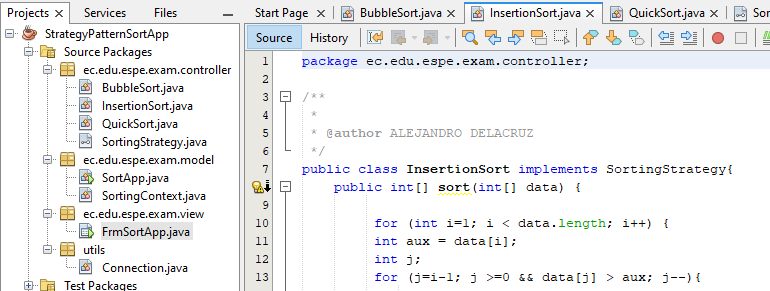 Projects Services Files
StrategyPatternSortApp
Source Packages
ec.edu.espe.exam.controller
BubbleSort.java
InsertionSort.java
QuickSort.java
SortingStrategy.java
ec.edu.espe.exam.model
SortApp.java
SortingContext.java
ec.edu.espe.exam.view
FrmSortApp.java
utils
Connection.java
Test Packages
Start Page BubbleSort.java InsertionSort.java QuickSort.java Sor
Source History
1 package ec.edu.espe.exam.controller;
2
3 /**
4 *
5 * @author ALEJANDRO DELACRUZ
6 */
7 public class InsertionSort implements SortingStrategy{
public int[] sort(int[] data) {
9
10 for (int i=1; i < data.length; i++) {
11 int aux = data[i];
12 int j;
13 for (j=i-1; j >=0 && data[j] > aux; j--){